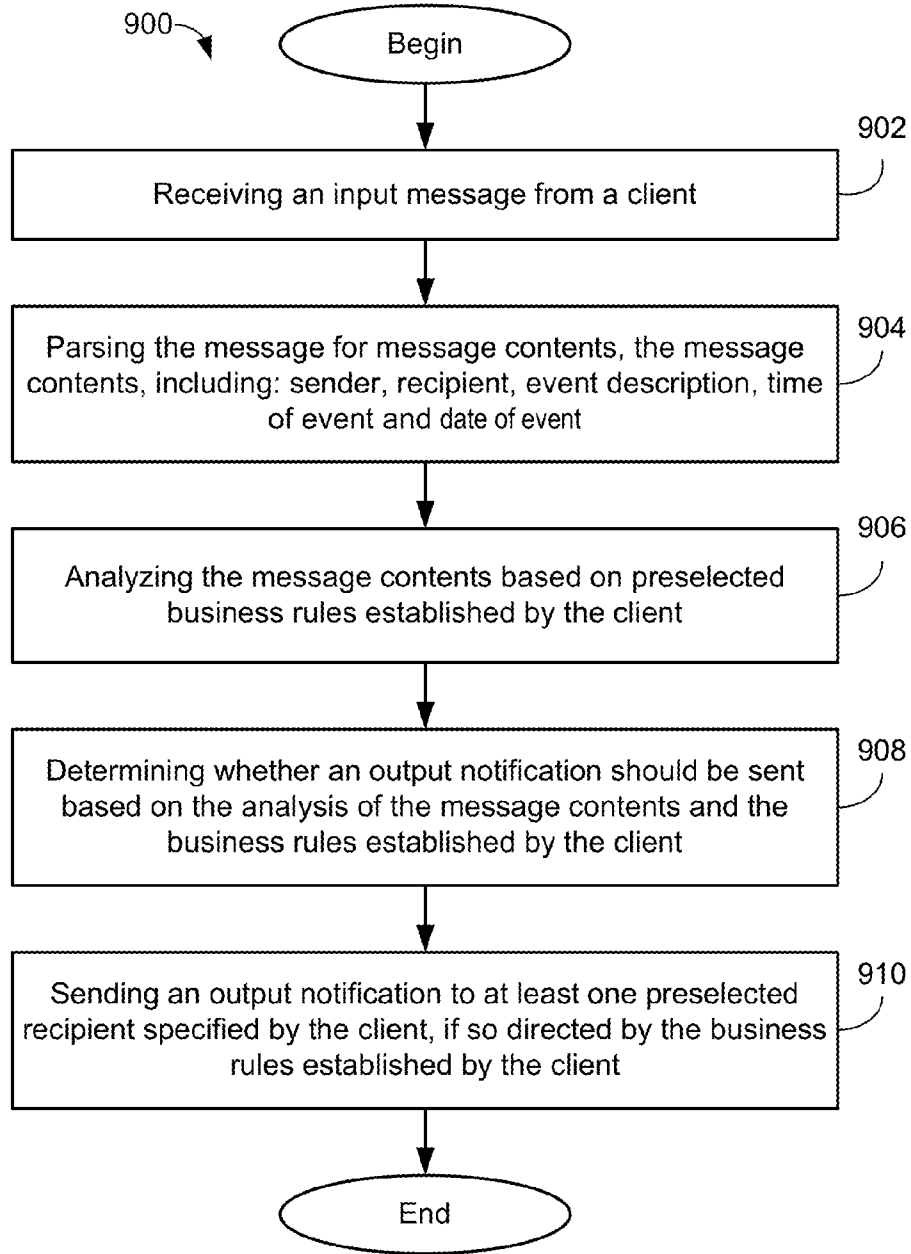 900
Begin
902
Receiving an input message from a client
904
Parsing the message for message contents, the message
contents, including: sender, recipient, event description, time
of event and date of event
906
Analyzing the message contents based on preselected
business rules established by the client
908
Determining whether an output notification should be sent
based on the analysis of the message contents and the
business rules established by the client
910
Sending an output notification to at least one preselected
recipient specified by the client, if so directed by the business
rules established by the client
End